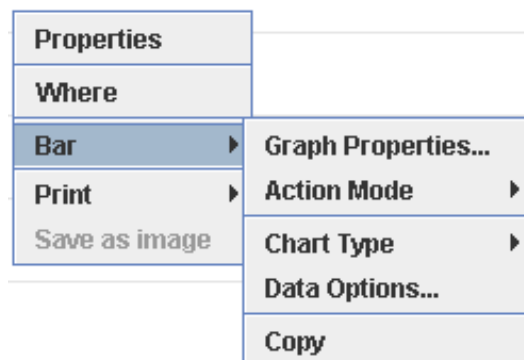 Properties
Where
Bar
Print
Save as image
Graph Properties...
Action Mode
Chart Type
Data Options...
Copy